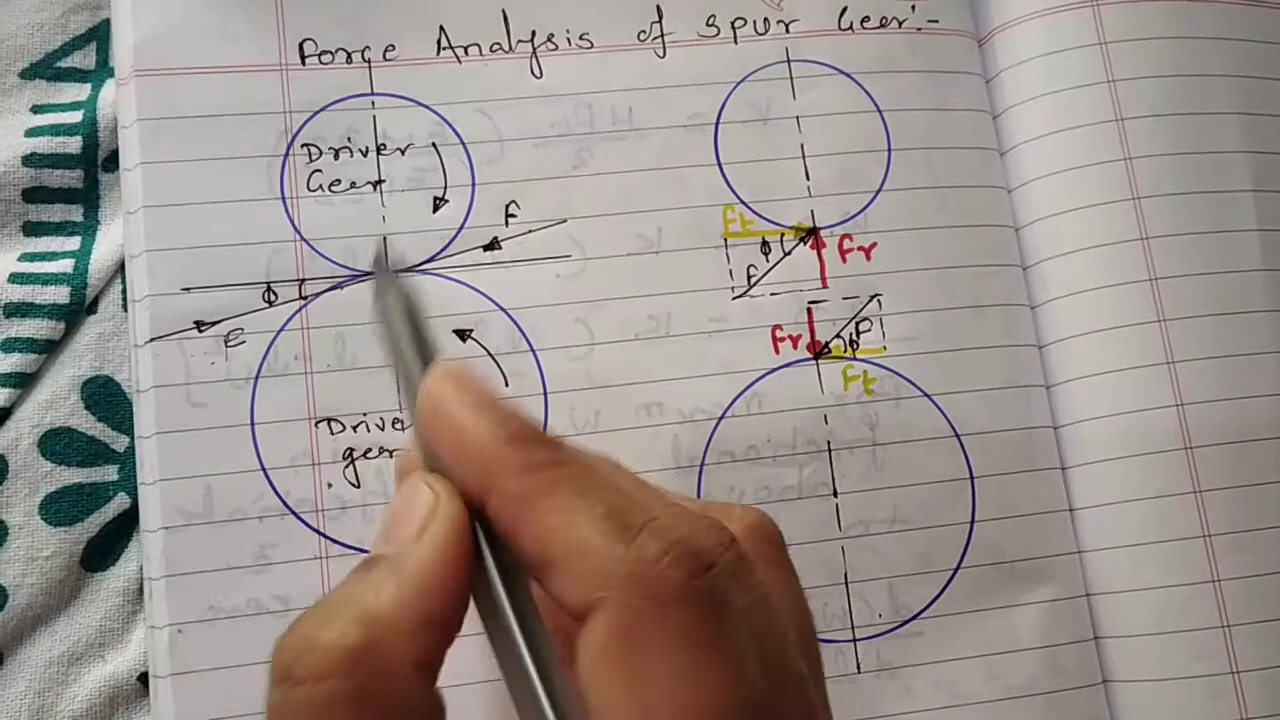 Force Analysis of Spur Gear:-
Driver
Gear
F
ϕ
F
Drive
gear
Ft
ϕ
F
Fr
Fr
F
ϕ
Ft